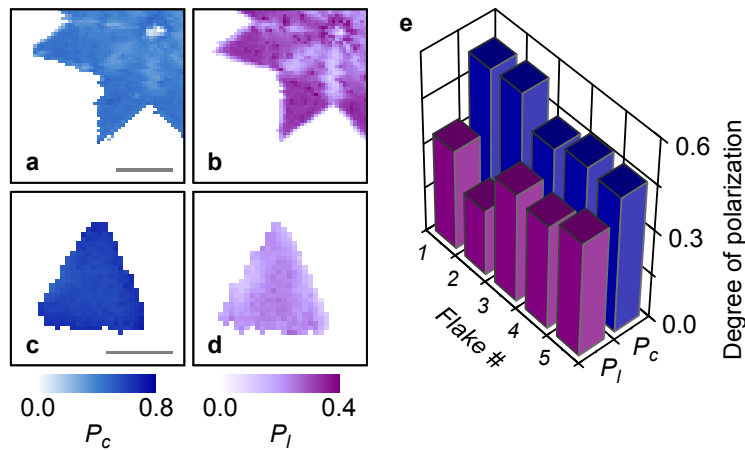 a
b
c
d
0.0
0.8
P_c
0.0
0.4
P_l
e
0.6
0.3
0.0
Degree of polarization
1
2
3
4
5
Flake #
P_l
P_c